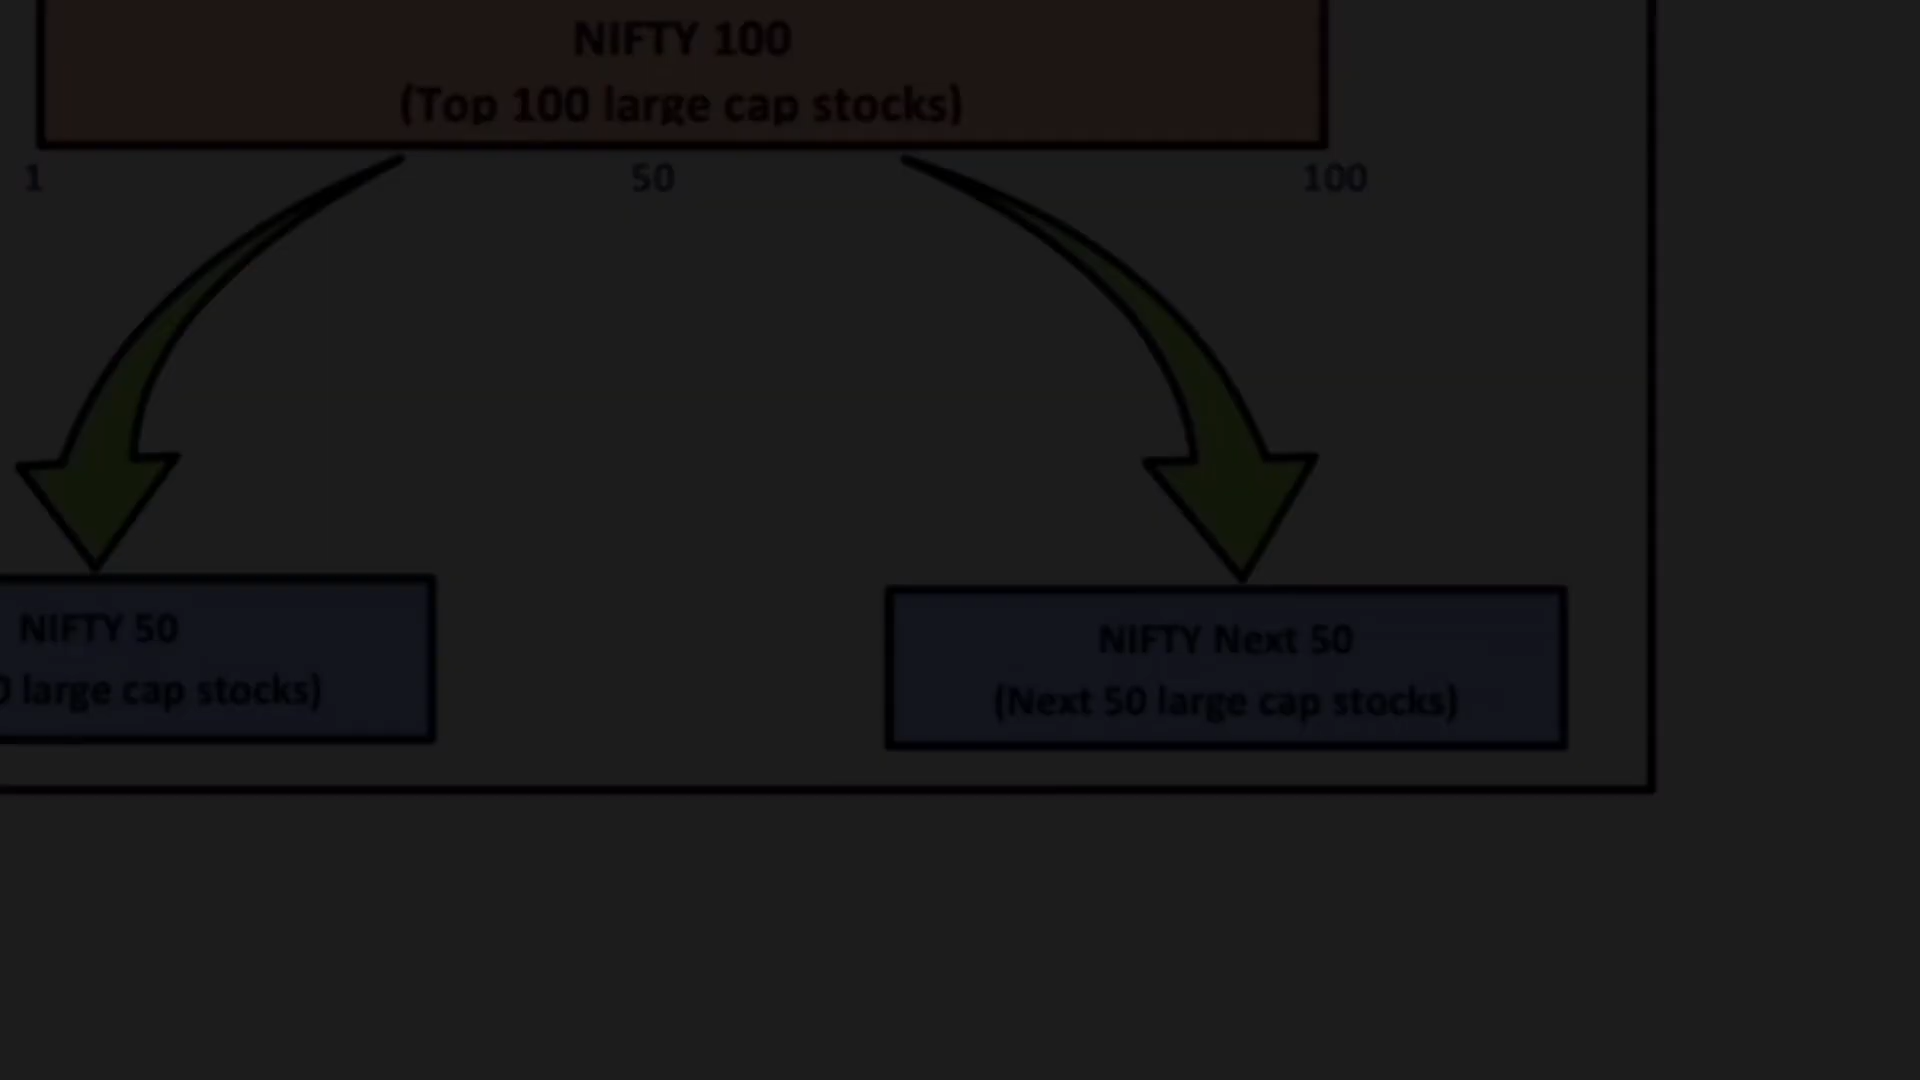 NIFTY 100
(Top 100 large cap stocks)
1 50 100
NIFTY 50
large cap stocks)
NIFTY Next 50
(Next 50 large cap stocks)